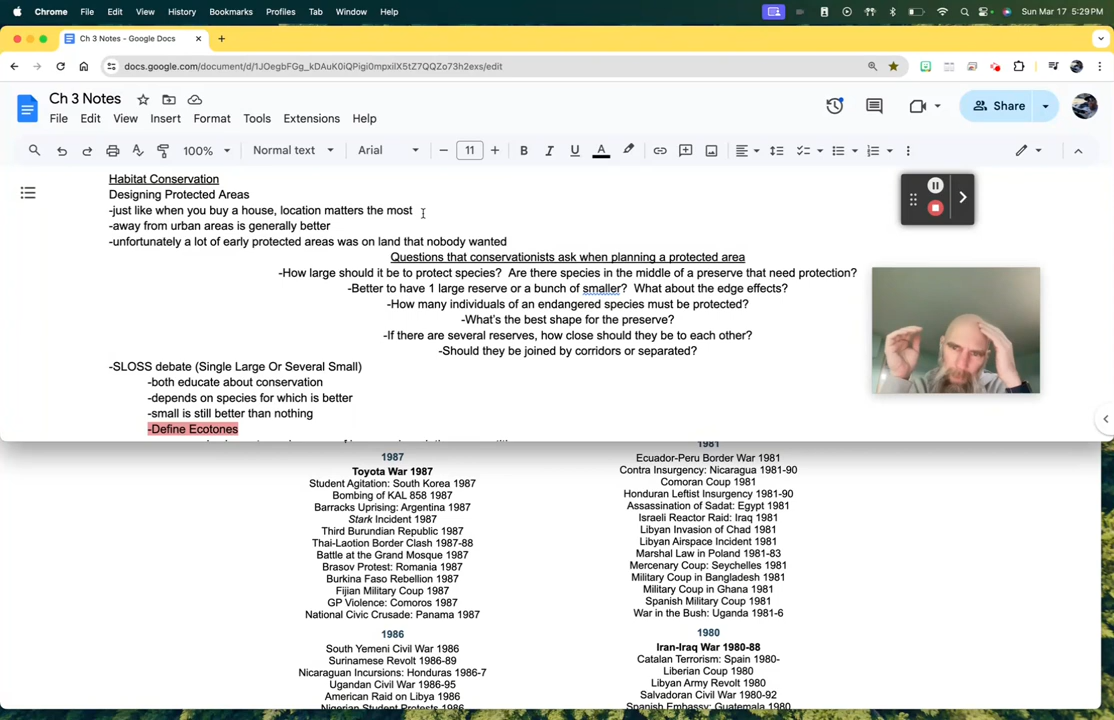 Chrome File Edit View History Bookmarks Profiles Tab Window Help Sun Mar 17 5:29 PM
Ch 3 Notes - Google Docs
docs.google.com/document/d/1JOegbFGg_kDAuK0iQPigi0mpxilX5tZ7QQZo73h2exs/edit
Ch 3 Notes
Share
File Edit View Insert Format Tools Extensions Help
100% Normal text Arial 11 B I U A
Habitat Conservation
Designing Protected Areas
-just like when you buy a house, location matters the most
-away from urban areas is generally better
-unfortunately a lot of early protected areas was on land that nobody wanted
Questions that conservationists ask when planning a protected area
-How large should it be to protect species? Are there species in the middle of a preserve that need protection?
-Better to have 1 large reserve or a bunch of smaller? What about the edge effects?
-How many individuals of an endangered species must be protected?
-What's the best shape for the preserve?
-If there are several reserves, how close should they be to each other?
-Should they be joined by corridors or separated?
-SLOSS debate (Single Large Or Several Small)
-both educate about conservation
-depends on species for which is better
-small is still better than nothing
-Define Ecotones
1987
Toyota War 1987
Student Agitation: South Korea 1987
Bombing of KAL 858 1987
Barracks Uprising: Argentina 1987
Stark Incident 1987
Third Burundian Republic 1987
Thai-Laotion Border Clash 1987-88
Battle at the Grand Mosque 1987
Brasov Protest: Romania 1987
Burkina Faso Rebellion 1987
Fijian Military Coup 1987
GP Violence: Comoros 1987
National Civic Crusade: Panama 1987
1986
South Yemeni Civil War 1986
Surinamese Revolt 1986-89
Nicaraguan Incursions: Honduras 1986-7
Ugandan Civil War 1986-95
American Raid on Libya 1986
Nigerian Student Protests 1986
1981
Ecuador-Peru Border War 1981
Contra Insurgency: Nicaragua 1981-90
Comoran Coup 1981
Honduran Leftist Insurgency 1981-90
Assassination of Sadat: Egypt 1981
Israeli Reactor Raid: Iraq 1981
Libyan Invasion of Chad 1981
Libyan Airspace Incident 1981
Marshal Law in Poland 1981-83
Mercenary Coup: Seychelles 1981
Military Coup in Bangladesh 1981
Military Coup in Ghana 1981
Spanish Military Coup 1981
War in the Bush: Uganda 1981-6
1980
Iran-Iraq War 1980-88
Catalan Terrorism: Spain 1980-
Liberian Coup 1980
Libyan Army Revolt 1980
Salvadoran Civil War 1980-92
Spanish Embassy: Guatemala 1980